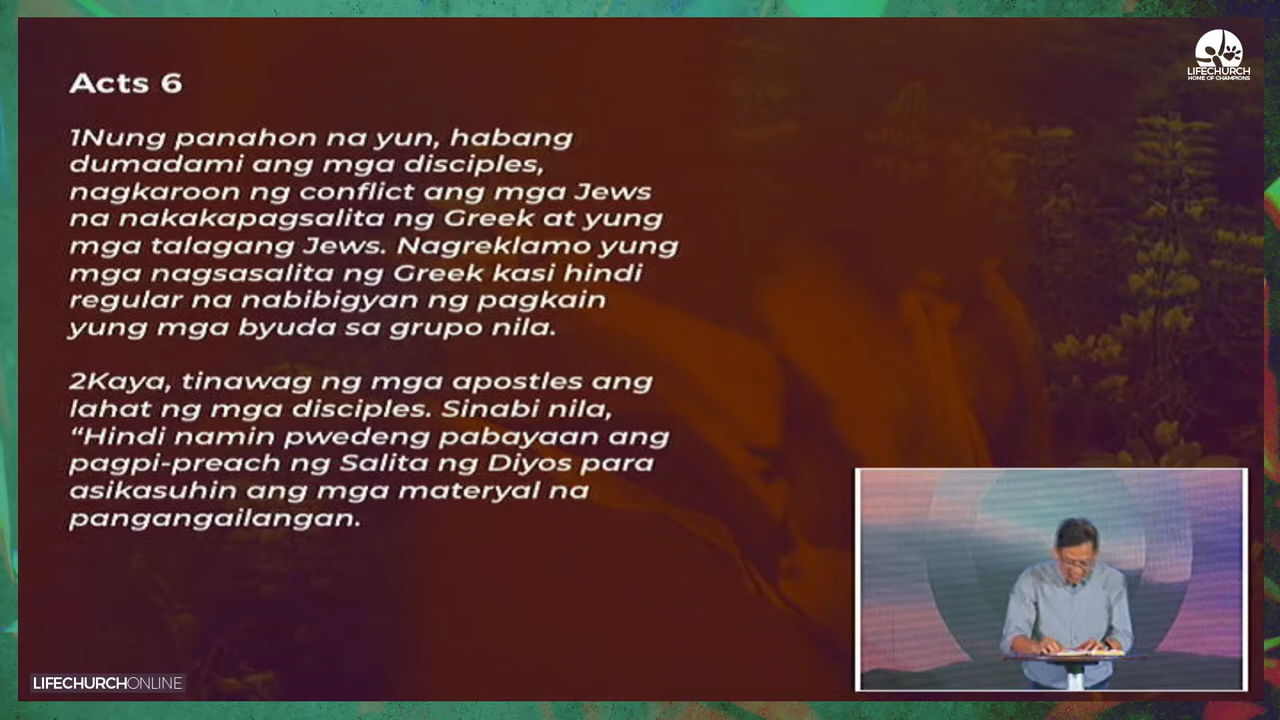 LIFECHURCH
HOME OF CHAMPIONS
Acts 6
1Nung panahon na yun, habang
dumadami ang mga disciples,
nagkaroon ng conflict ang mga Jews
na nakakapagsalita ng Greek at yung
mga talagang Jews. Nagreklamo yung
mga nagsasalita ng Greek kasi hindi
regular na nabibigyan ng pagkain
yung mga byuda sa grupo nila.
2Kaya, tinawag ng mga apostles ang
lahat ng mga disciples. Sinabi nila,
“Hindi namin pwedeng pabayaan ang
pagpi-preach ng Salita ng Diyos para
asikasuhin ang mga materyal na
pangangailangan.
LIFECHURCHONLINE